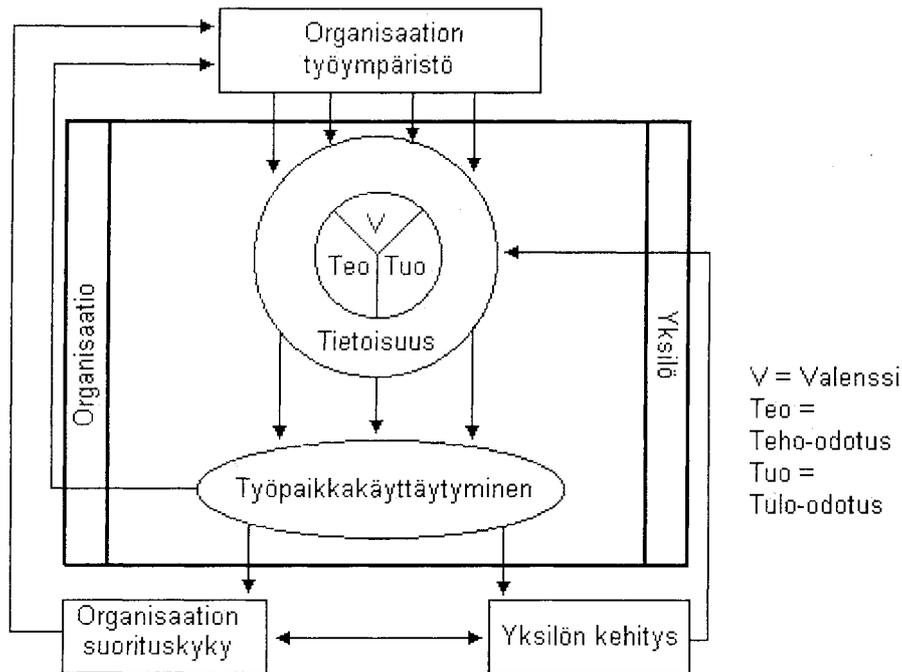 Organisaation
työympäristö
V
Teo Tuo
Tietoisuus
Organisaatio
Yksilö
Työpaikkakäyttäytyminen
V = Valenssi
Teo =
Teho-odotus
Tuo =
Tulo-odotus
Organisaation
suorituskyky
Yksilön kehitys